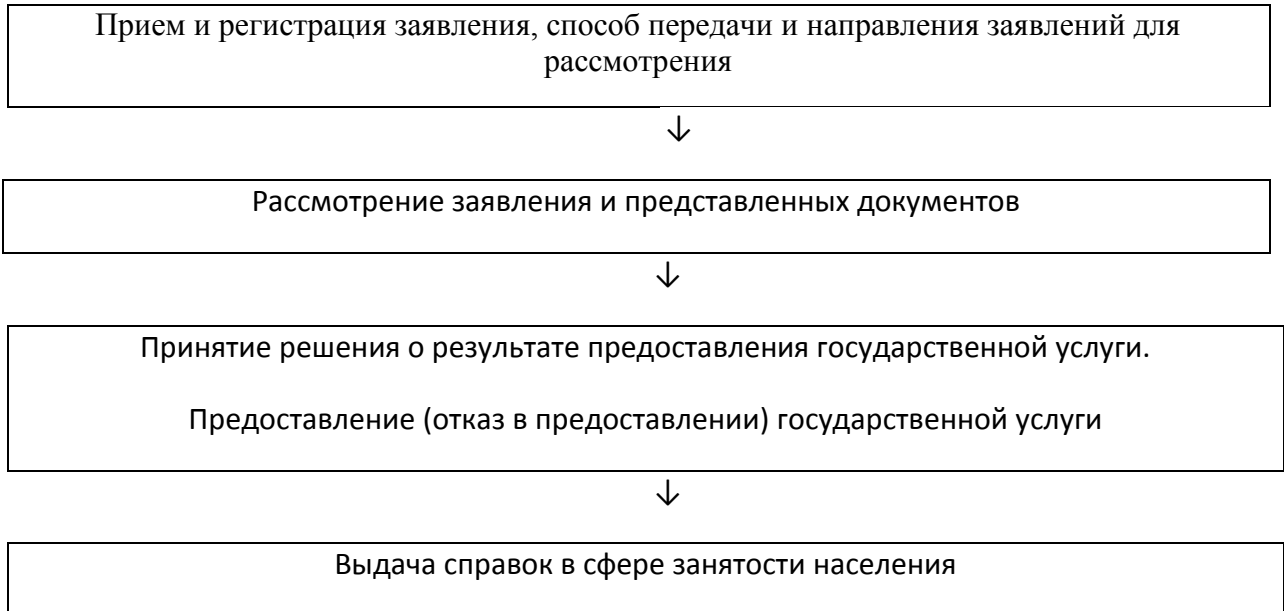 Прием и регистрация заявления, способ передачи и направления заявлений для
рассмотрения
↓
Рассмотрение заявления и представленных документов
↓
Принятие решения о результате предоставления государственной услуги.
Предоставление (отказ в предоставлении) государственной услуги
↓
Выдача справок в сфере занятости населения